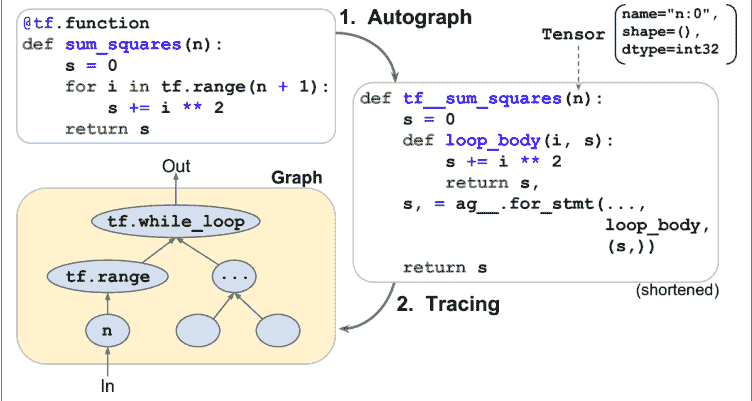 @tf.function
def sum_squares(n):
    s = 0
    for i in tf.range(n + 1):
        s += i ** 2
    return s
1. Autograph
Tensor
name="n:0",
shape=(),
dtype=int32
def tf__sum_squares(n):
    s = 0
    def loop_body(i, s):
        s += i ** 2
        return s,
    s, = ag__.for_stmt(...,
                       loop_body,
                       (s,))
    return s
(shortened)
2. Tracing
Out
Graph
tf.while_loop
tf.range
...
n
In